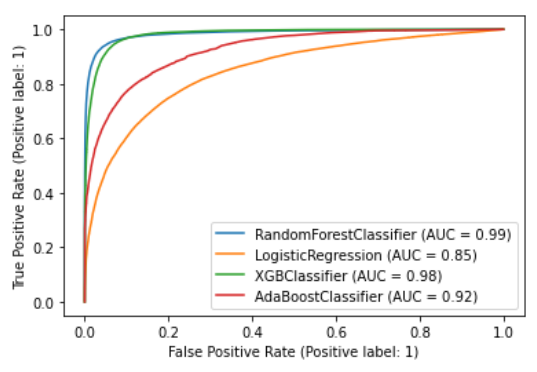 True Positive Rate (Positive label: 1)
1.0
0.8
0.6
0.4
0.2
0.0
RandomForestClassifier (AUC = 0.99)
LogisticRegression (AUC = 0.85)
XGBClassifier (AUC = 0.98)
AdaBoostClassifier (AUC = 0.92)
0.0 0.2 0.4 0.6 0.8 1.0
False Positive Rate (Positive label: 1)